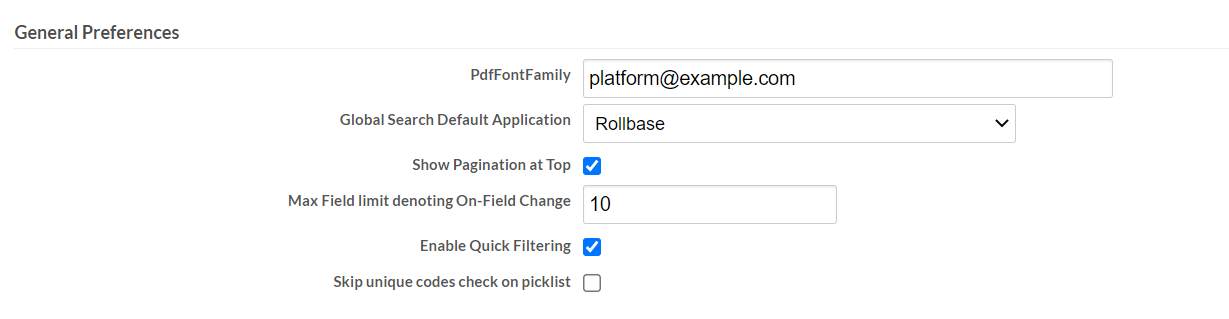 General Preferences
PdfFontFamily platform@example.com
Global Search Default Application Rollbase
Show Pagination at Top
Max Field limit denoting On-Field Change 10
Enable Quick Filtering
Skip unique codes check on picklist